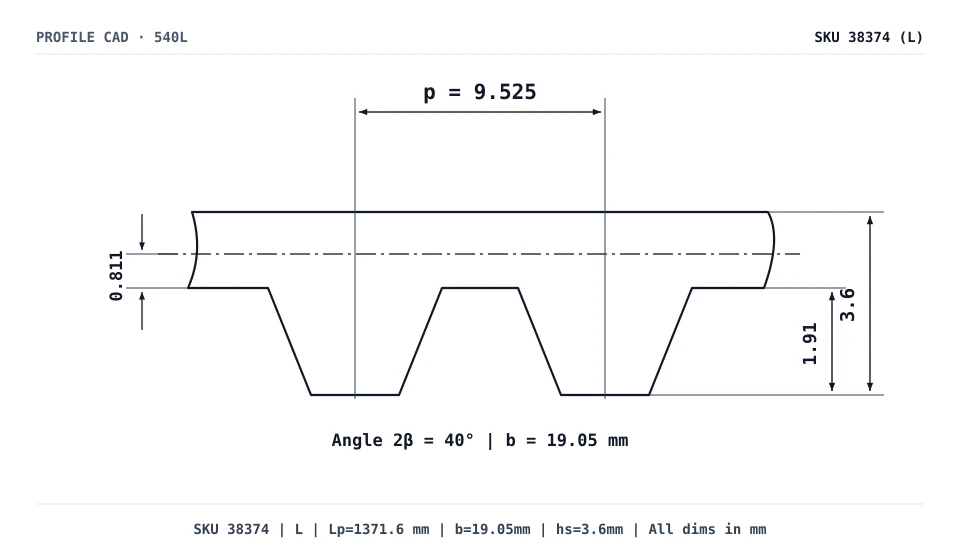 PROFILE CAD · 540L
SKU 38374 (L)
p = 9.525
0.811
3.6
1.91
Angle 2β = 40° | b = 19.05 mm
SKU 38374 | L | Lp=1371.6 mm | b=19.05mm | hs=3.6mm | All dims in mm